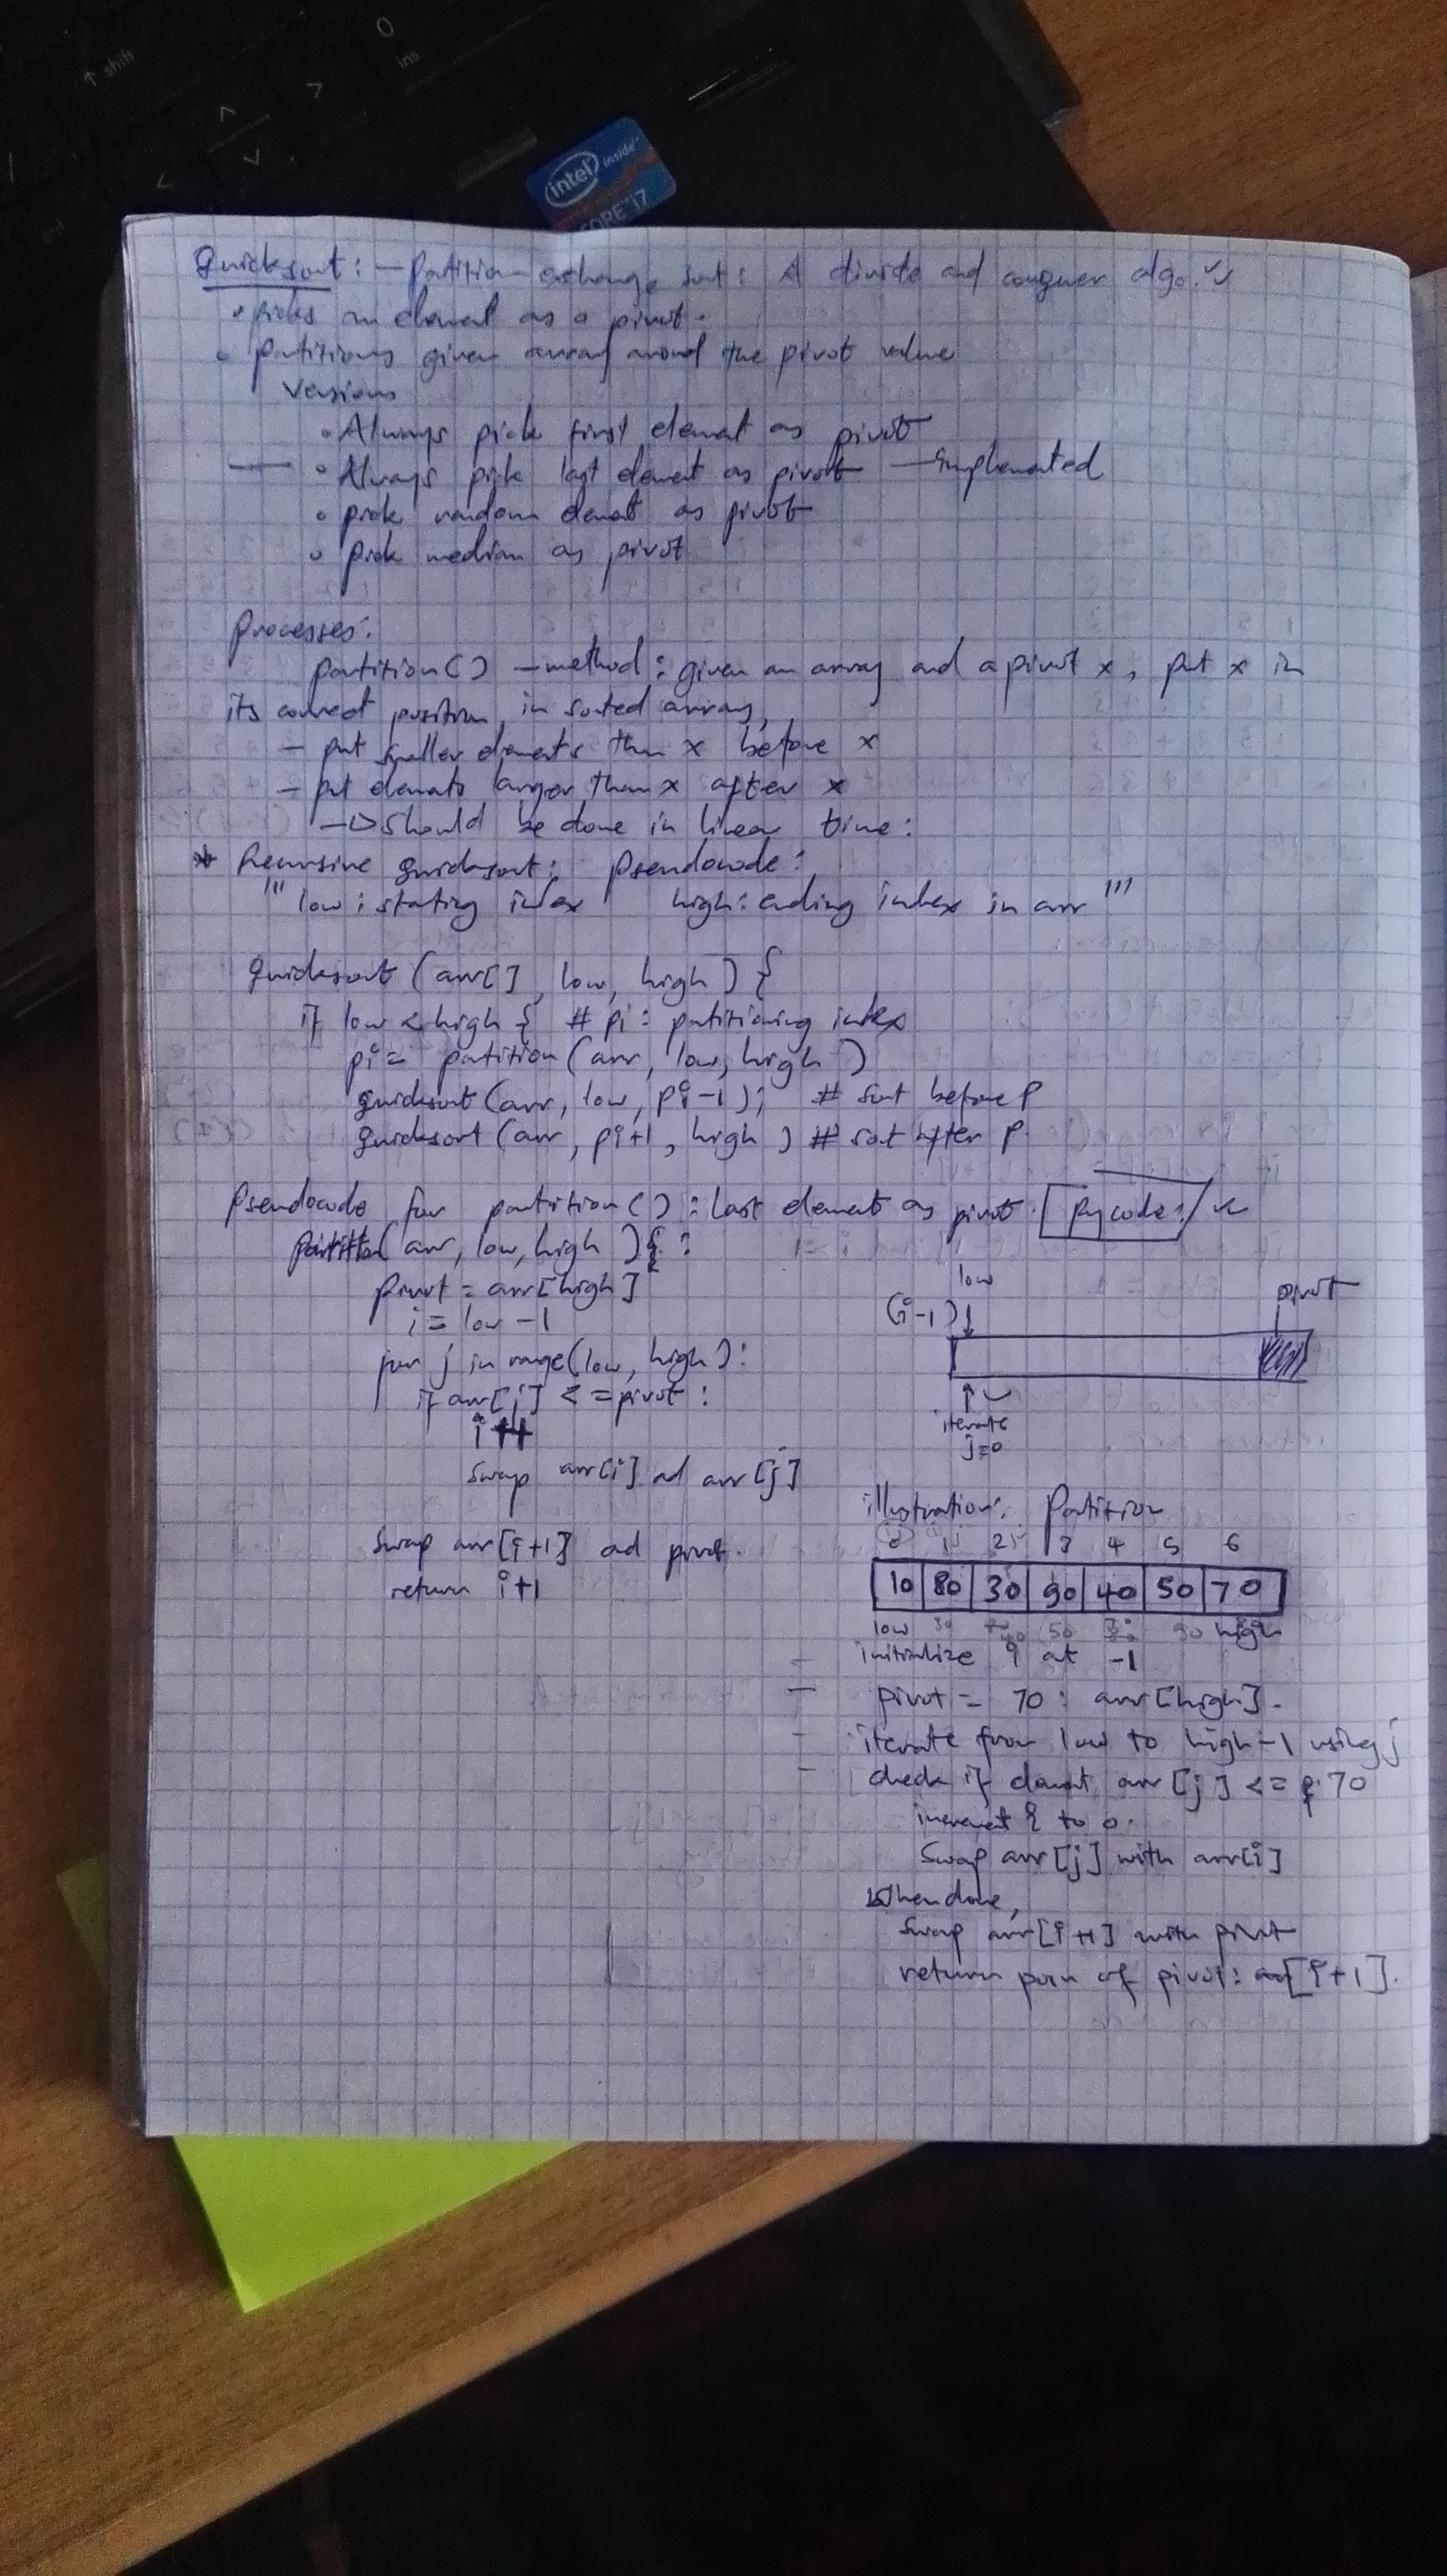 ↑ shift
0
ins
intel inside™
CORE™ i7
Quicksort: - Partition-exchange sort: A divide and conquer algo.
• picks an element as a pivot.
• partitions given array around the pivot value
Versions
• Always pick first element as pivot
— • Always pick last element as pivot — implemented
• pick random element as pivot
• pick median as pivot
Processes:
partition() - method: given an array and a pivot x, put x in
its correct position in sorted array,
- put smaller elements than x before x
- put elements larger than x after x
→ should be done in linear time:
* Recursive quicksort: Pseudocode:
''' low: stating index high: ending index in arr '''
quicksort (arr[], low, high) {
if low < high { # pi: partitioning index
pi = partition(arr, low, high)
quicksort(arr, low, pi-1); # sort before p
quicksort(arr, pi+1, high) # sort after p.
Pseudocode for partition(): last element as pivot. Pycode:
partition(arr, low, high){ :
pivot = arr[high]
i = low -1
for j in range(low, high):
if arr[j] <= pivot:
i++
swap arr[i] ad arr[j]
swap arr[i+1] ad pivot.
return i+1
low
pivot
(i-1)
iterate
j=0
illustration: Partition
0 1 2 3 4 5 6
10 80 30 90 40 50 70
low 30 50 90 high
- initialize i at -1
- pivot = 70: arr[high].
- iterate from low to high-1 using j
- check if element arr[j] <= p 70
increment i to 0.
Swap arr[j] with arr[i]
When done,
Swap arr[i+1] with pivot
return posn of pivot: [i+1].